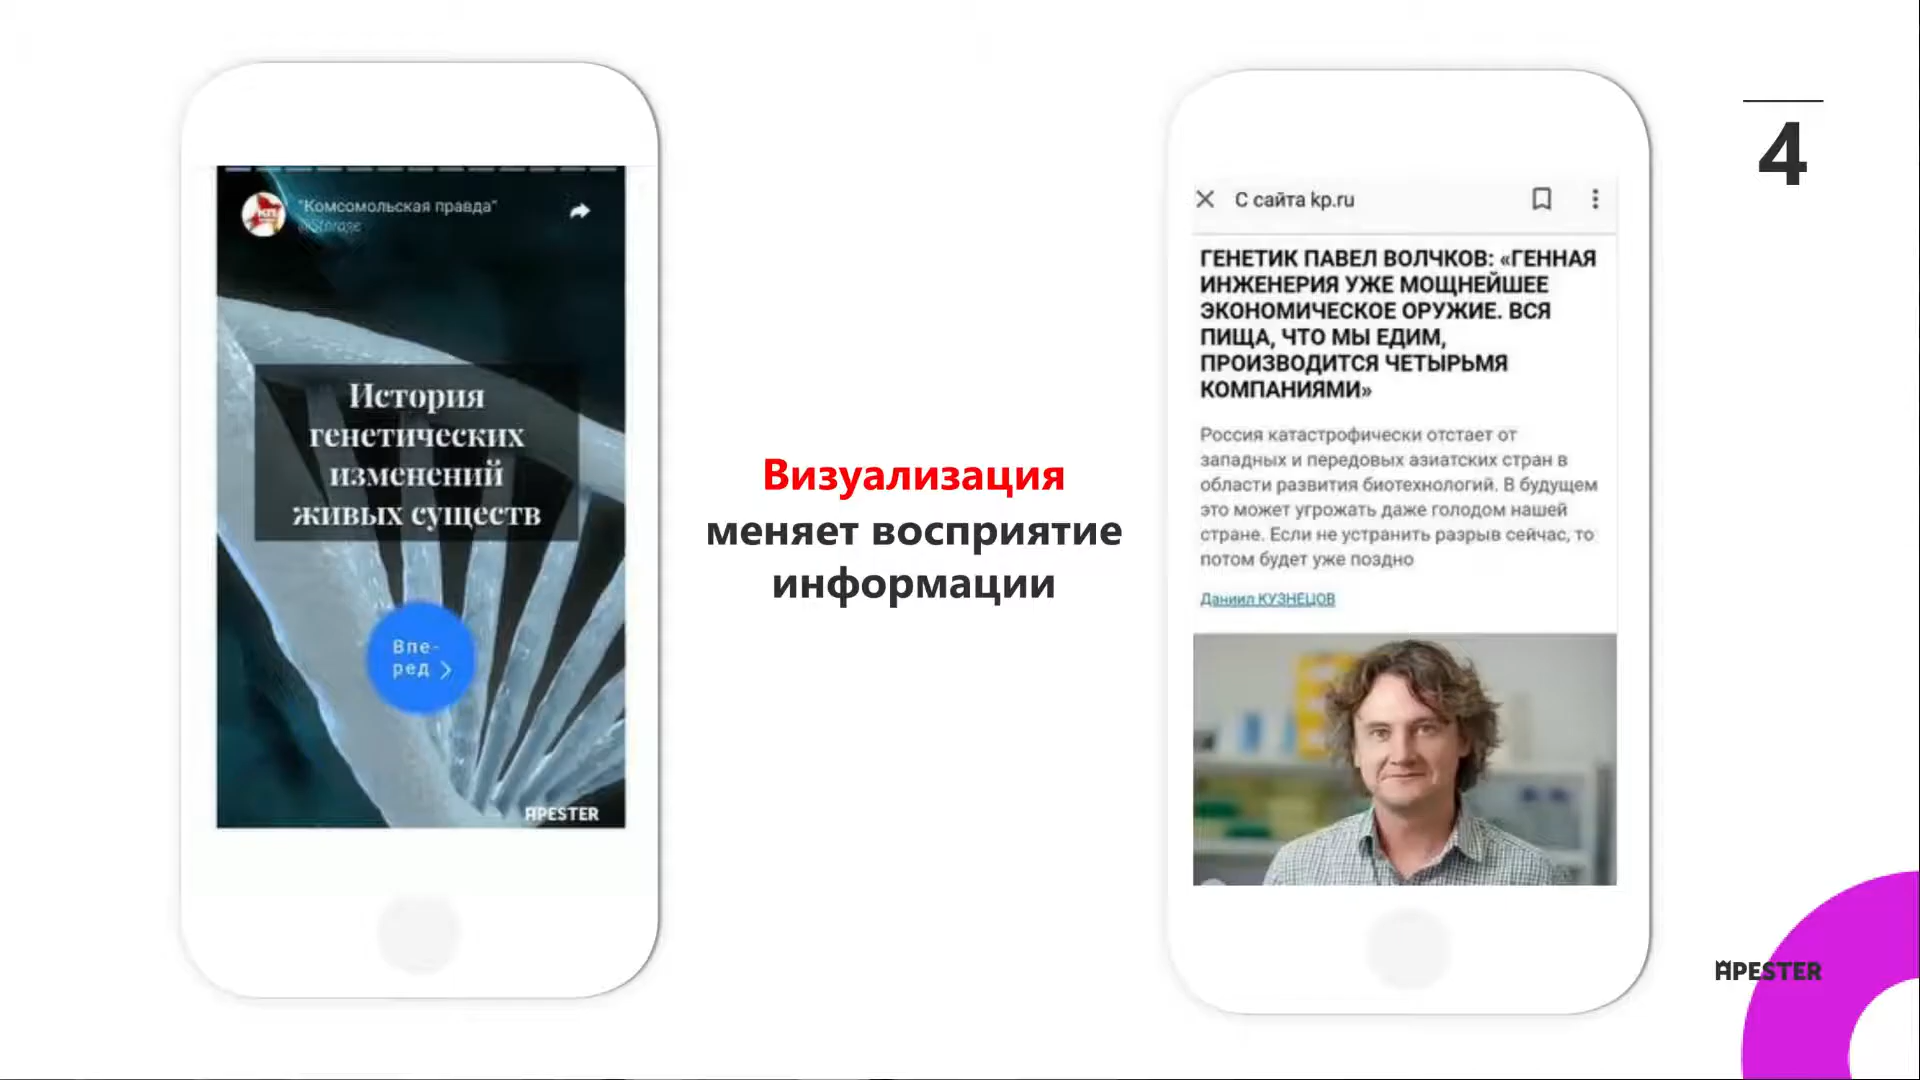 "Комсомольская правда"
@Storage
История
генетических
изменений
живых существ
Впе-
ред
APESTER
Визуализация
меняет восприятие
информации
С сайта kp.ru
ГЕНЕТИК ПАВЕЛ ВОЛЧКОВ: «ГЕННАЯ
ИНЖЕНЕРИЯ УЖЕ МОЩНЕЙШЕЕ
ЭКОНОМИЧЕСКОЕ ОРУЖИЕ. ВСЯ
ПИЩА, ЧТО МЫ ЕДИМ,
ПРОИЗВОДИТСЯ ЧЕТЫРЬМЯ
КОМПАНИЯМИ»
Россия катастрофически отстает от
западных и передовых азиатских стран в
области развития биотехнологий. В будущем
это может угрожать даже голодом нашей
стране. Если не устранить разрыв сейчас, то
потом будет уже поздно
Даниил КУЗНЕЦОВ
4
APESTER